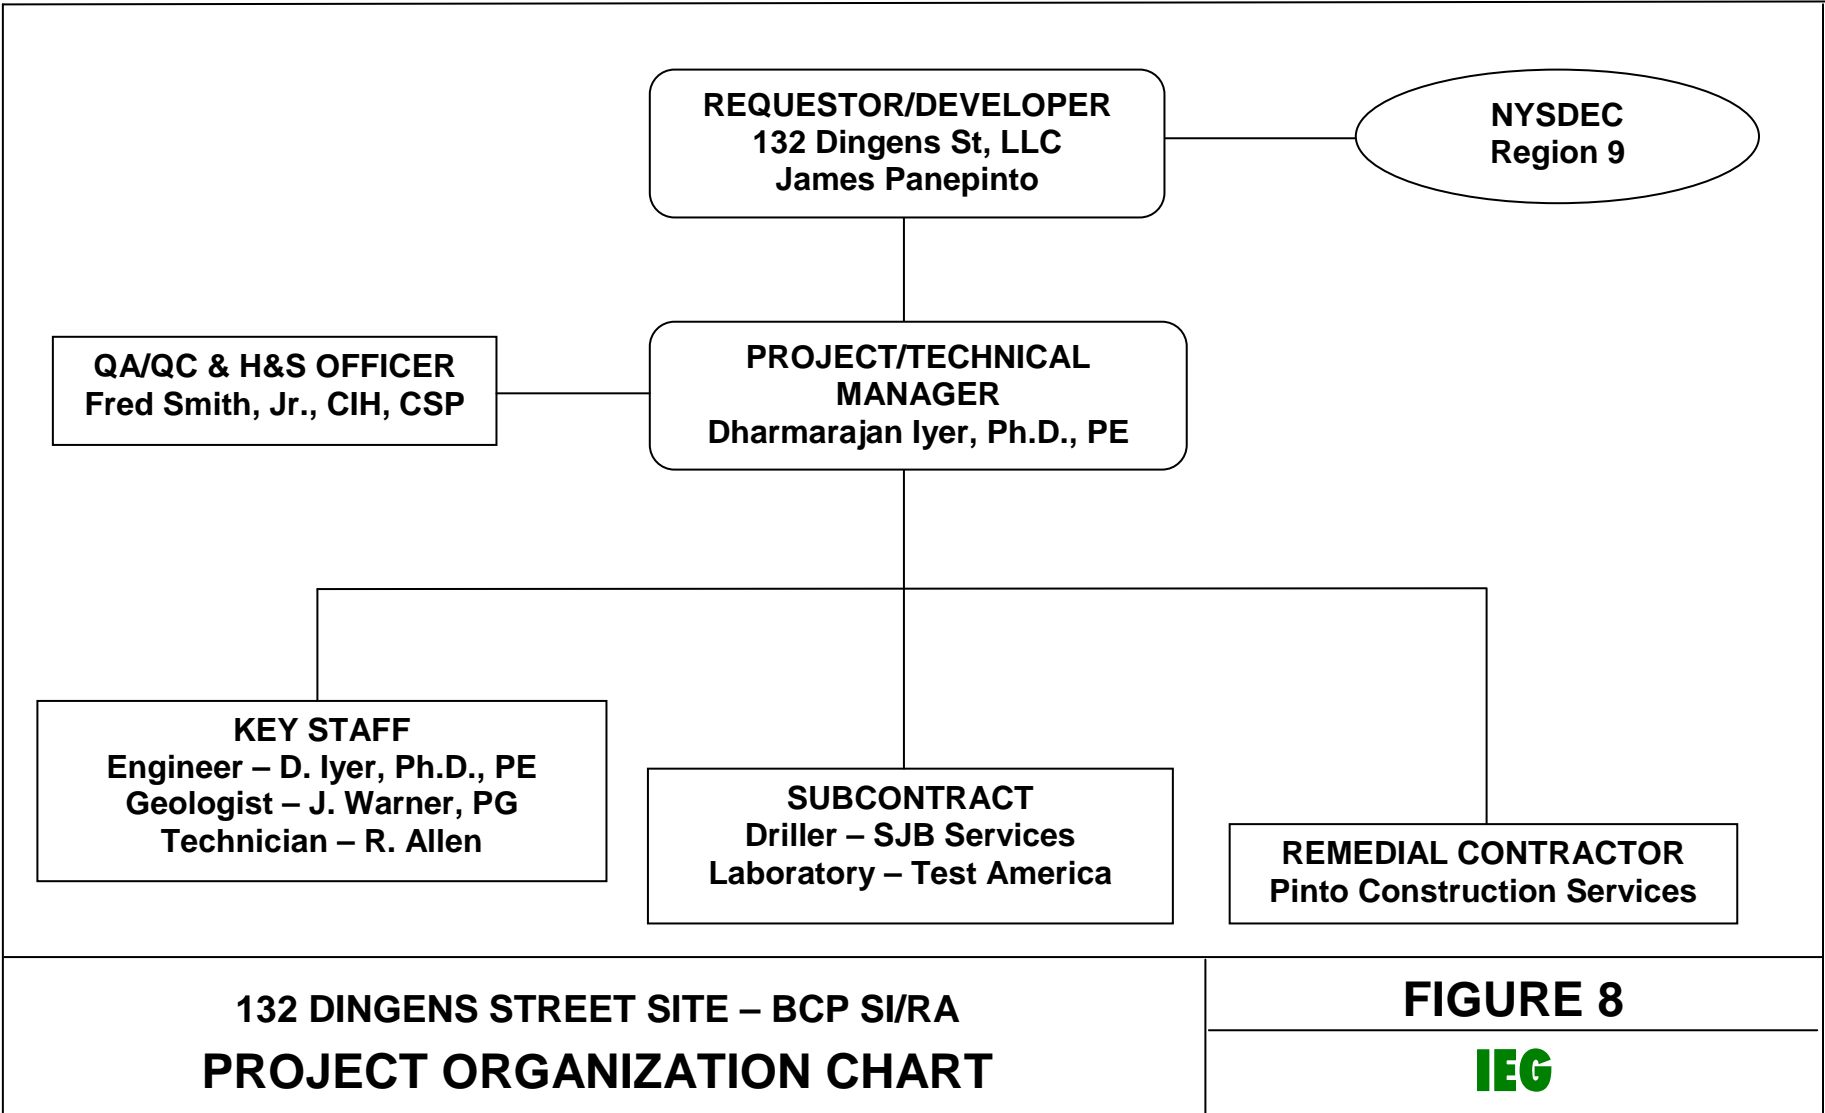 REQUESTOR/DEVELOPER
132 Dingens St, LLC
James Panepinto
NYSDEC
Region 9
QA/QC & H&S OFFICER
Fred Smith, Jr., CIH, CSP
PROJECT/TECHNICAL
MANAGER
Dharmarajan Iyer, Ph.D., PE
KEY STAFF
Engineer – D. Iyer, Ph.D., PE
Geologist – J. Warner, PG
Technician – R. Allen
SUBCONTRACT
Driller – SJB Services
Laboratory – Test America
REMEDIAL CONTRACTOR
Pinto Construction Services
132 DINGENS STREET SITE – BCP SI/RA
PROJECT ORGANIZATION CHART
FIGURE 8
IEG